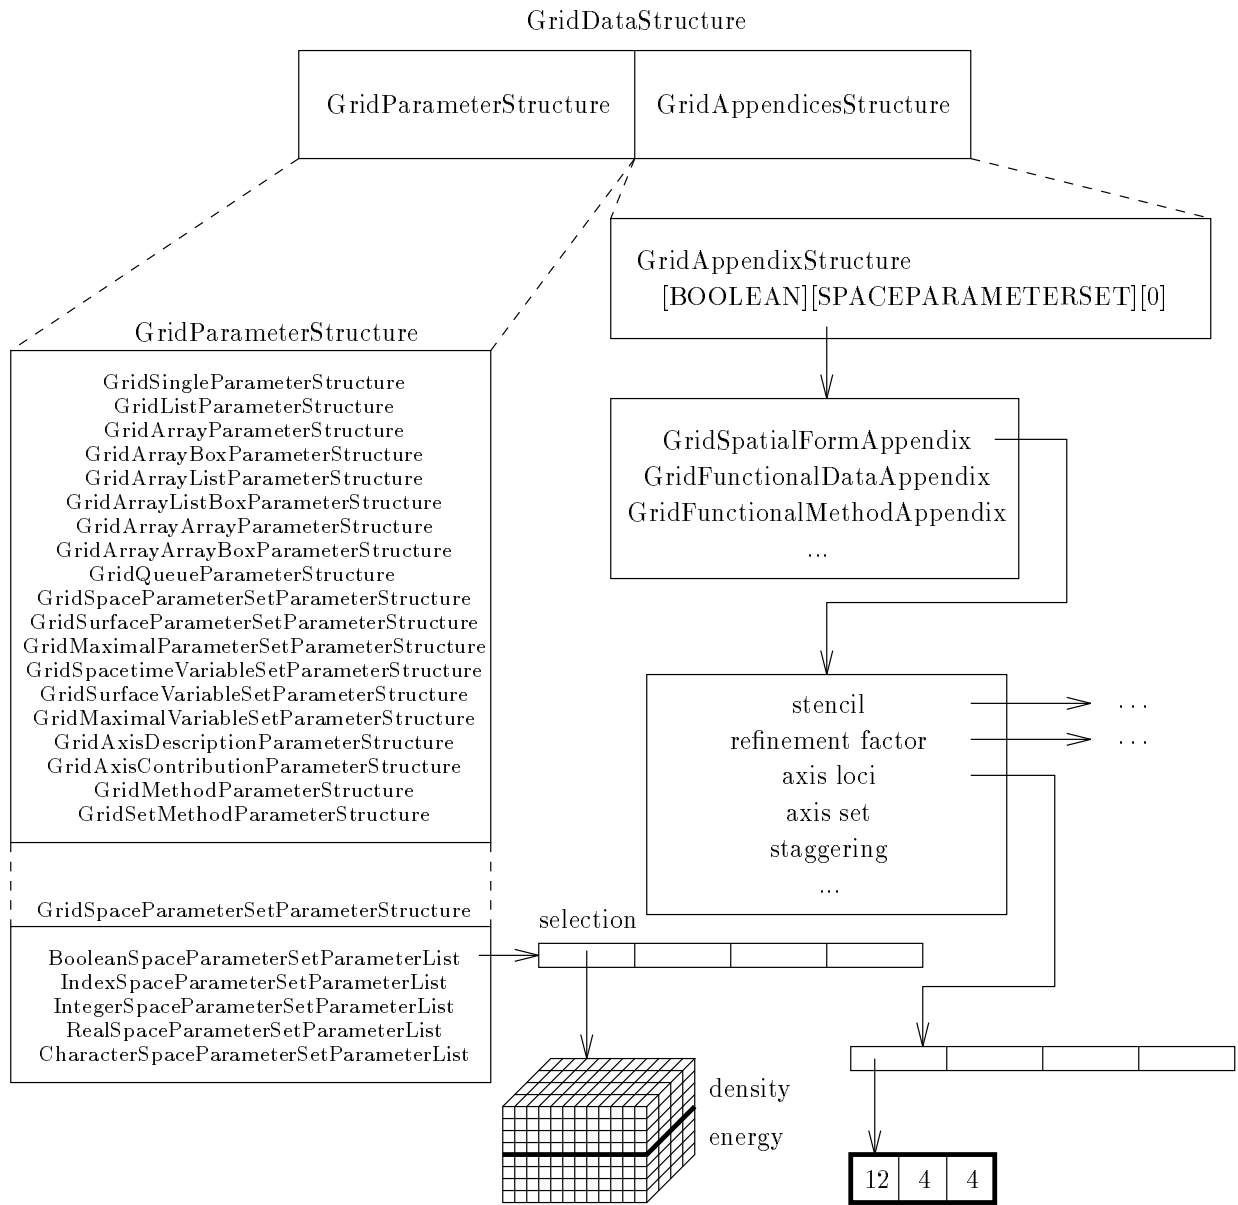 GridDataStructure
GridParameterStructure
GridAppendicesStructure
GridAppendixStructure
[BOOLEAN][SPACEPARAMETERSET][0]
GridParameterStructure
GridSingleParameterStructure
GridListParameterStructure
GridArrayParameterStructure
GridArrayBoxParameterStructure
GridArrayListParameterStructure
GridArrayListBoxParameterStructure
GridArrayArrayParameterStructure
GridArrayArrayBoxParameterStructure
GridQueueParameterStructure
GridSpaceParameterSetParameterStructure
GridSurfaceParameterSetParameterStructure
GridMaximalParameterSetParameterStructure
GridSpacetimeVariableSetParameterStructure
GridSurfaceVariableSetParameterStructure
GridMaximalVariableSetParameterStructure
GridAxisDescriptionParameterStructure
GridAxisContributionParameterStructure
GridMethodParameterStructure
GridSetMethodParameterStructure
GridSpatialFormAppendix
GridFunctionalDataAppendix
GridFunctionalMethodAppendix
...
stencil
...
refinement factor
...
axis loci
axis set
staggering
...
GridSpaceParameterSetParameterStructure
BooleanSpaceParameterSetParameterList
IndexSpaceParameterSetParameterList
IntegerSpaceParameterSetParameterList
RealSpaceParameterSetParameterList
CharacterSpaceParameterSetParameterList
selection
density
energy
12 4 4